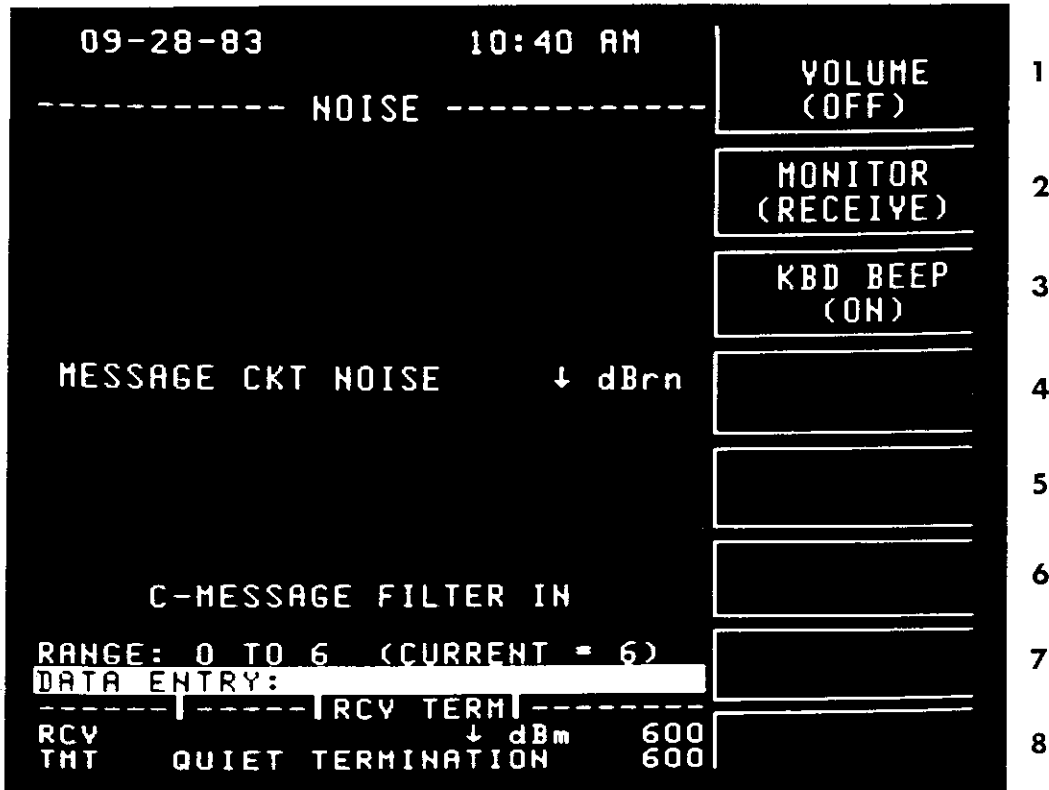 09-28-83 10:40 AM
----------- NOISE ------------
MESSAGE CKT NOISE ↓ dBrn
C-MESSAGE FILTER IN
RANGE: 0 TO 6 (CURRENT = 6)
DATA ENTRY:
------ ----- RCV TERM --------
RCV ↓ dBm 600
TMT QUIET TERMINATION 600
VOLUME
(OFF)
1
MONITOR
(RECEIVE)
2
KBD BEEP
(ON)
3
4
5
6
7
8